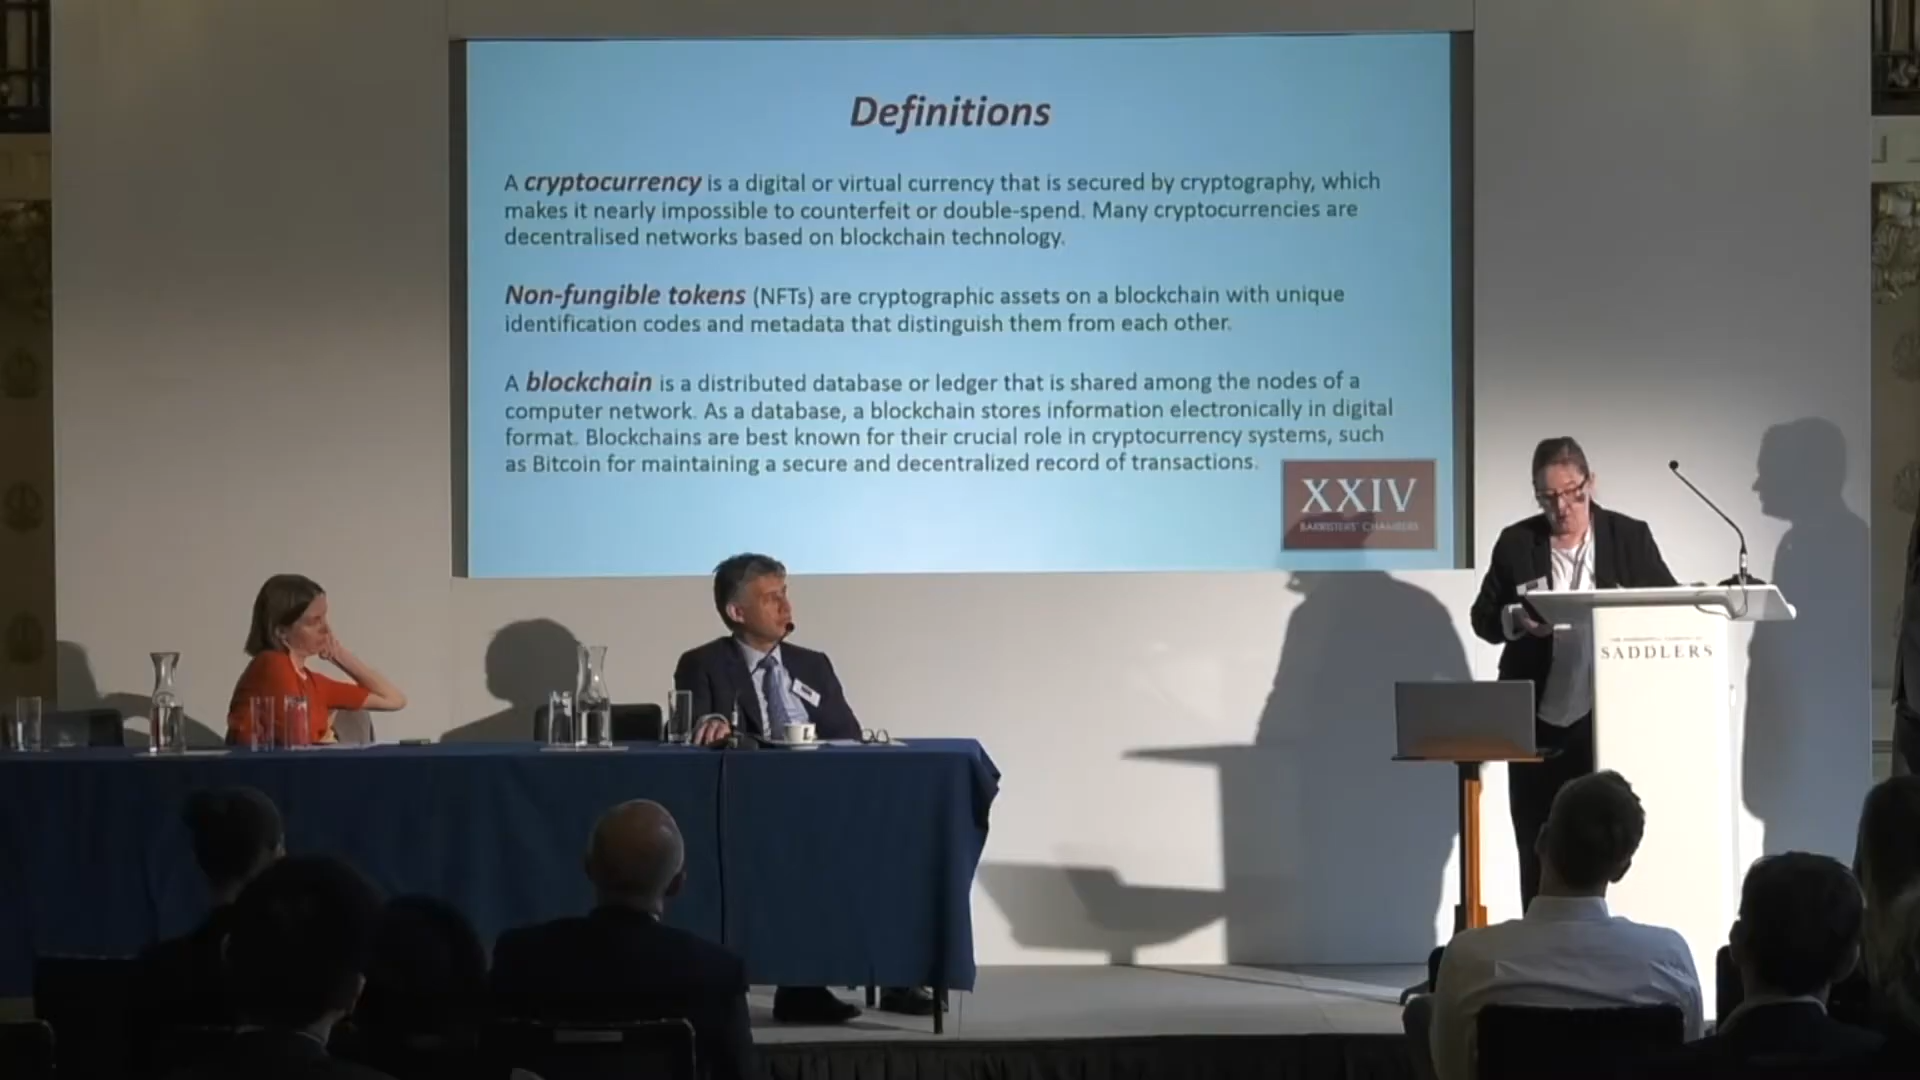 Definitions
A cryptocurrency is a digital or virtual currency that is secured by cryptography, which
makes it nearly impossible to counterfeit or double-spend. Many cryptocurrencies are
decentralised networks based on blockchain technology.
Non-fungible tokens (NFTs) are cryptographic assets on a blockchain with unique
identification codes and metadata that distinguish them from each other.
A blockchain is a distributed database or ledger that is shared among the nodes of a
computer network. As a database, a blockchain stores information electronically in digital
format. Blockchains are best known for their crucial role in cryptocurrency systems, such
as Bitcoin for maintaining a secure and decentralized record of transactions.
XXIV
BARRISTERS' CHAMBERS
SADDLERS